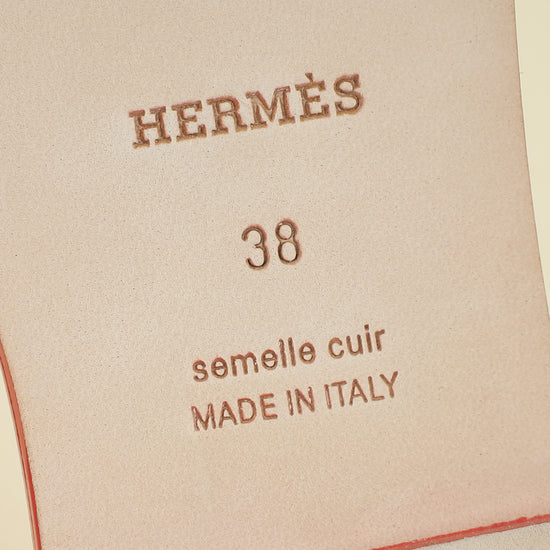 HERMÈS
38
semelle cuir
MADE IN ITALY